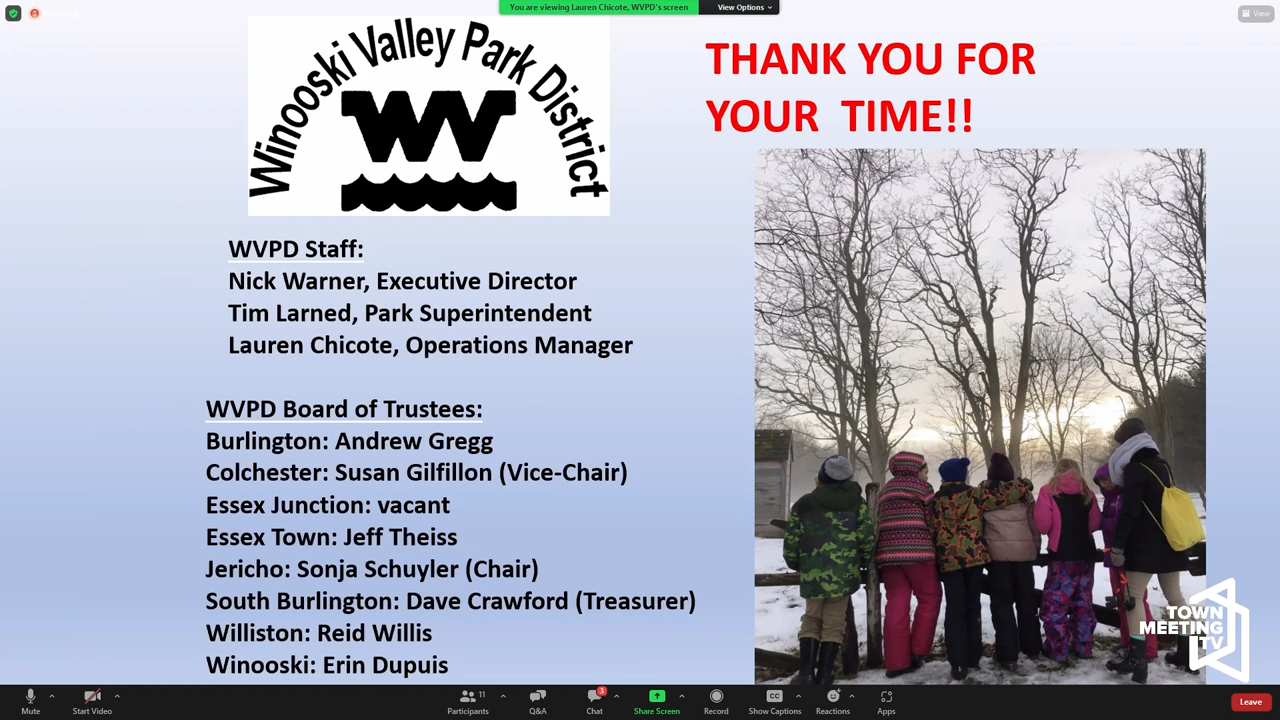 You are viewing Lauren Chicote, WVPD's screen
View Options
View
Winooski Valley Park District
WV
THANK YOU FOR
YOUR TIME!!
WVPD Staff:
Nick Warner, Executive Director
Tim Larned, Park Superintendent
Lauren Chicote, Operations Manager
WVPD Board of Trustees:
Burlington: Andrew Gregg
Colchester: Susan Gilfillon (Vice-Chair)
Essex Junction: vacant
Essex Town: Jeff Theiss
Jericho: Sonja Schuyler (Chair)
South Burlington: Dave Crawford (Treasurer)
Williston: Reid Willis
Winooski: Erin Dupuis
TOWN
MEETING
TV
Mute
Start Video
Participants
11
Q&A
Chat
3
Share Screen
Record
CC
Show Captions
Reactions
Apps
Leave